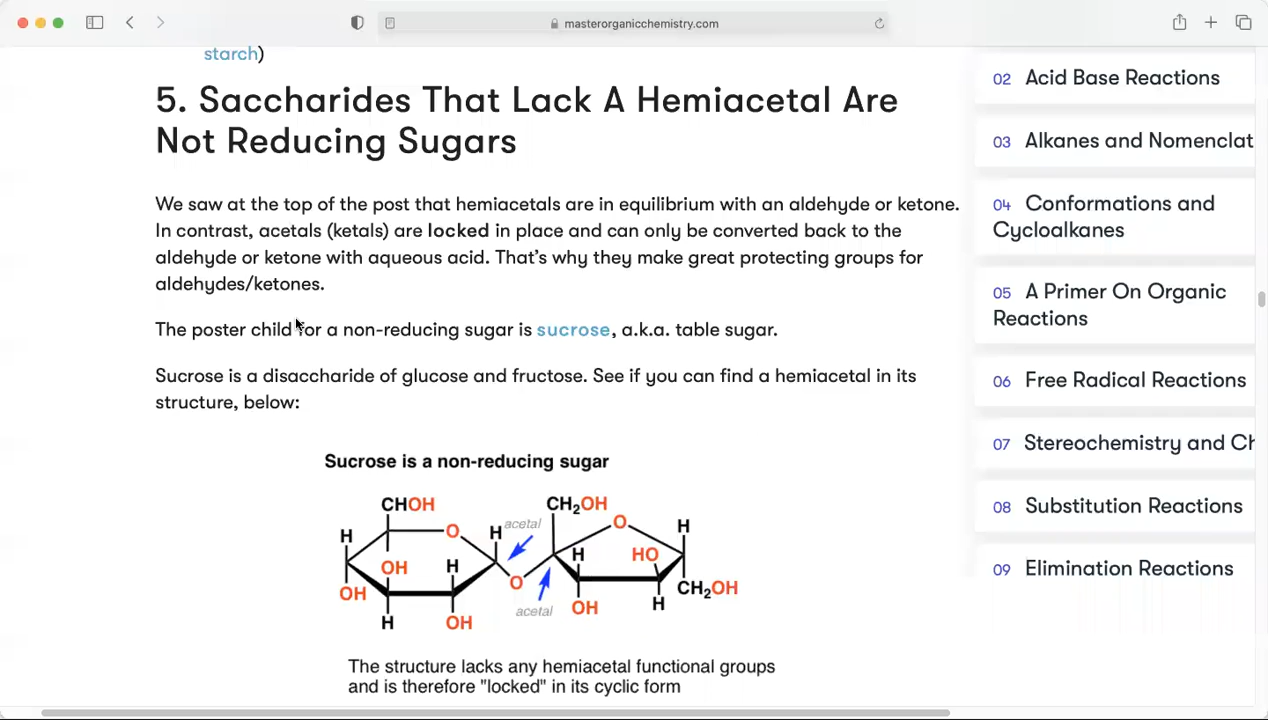 masterorganicchemistry.com
starch)
5. Saccharides That Lack A Hemiacetal Are
Not Reducing Sugars
We saw at the top of the post that hemiacetals are in equilibrium with an aldehyde or ketone.
In contrast, acetals (ketals) are locked in place and can only be converted back to the
aldehyde or ketone with aqueous acid. That's why they make great protecting groups for
aldehydes/ketones.
The poster child for a non-reducing sugar is sucrose, a.k.a. table sugar.
Sucrose is a disaccharide of glucose and fructose. See if you can find a hemiacetal in its
structure, below:
Sucrose is a non-reducing sugar
CHOH
CH2OH
H
O
H
acetal
O
H
OH
H
H
HO
OH
O
CH2OH
acetal
OH
H
H
OH
The structure lacks any hemiacetal functional groups
and is therefore "locked" in its cyclic form
02 Acid Base Reactions
03 Alkanes and Nomenclat
04 Conformations and
Cycloalkanes
05 A Primer On Organic
Reactions
06 Free Radical Reactions
07 Stereochemistry and Ch
08 Substitution Reactions
09 Elimination Reactions